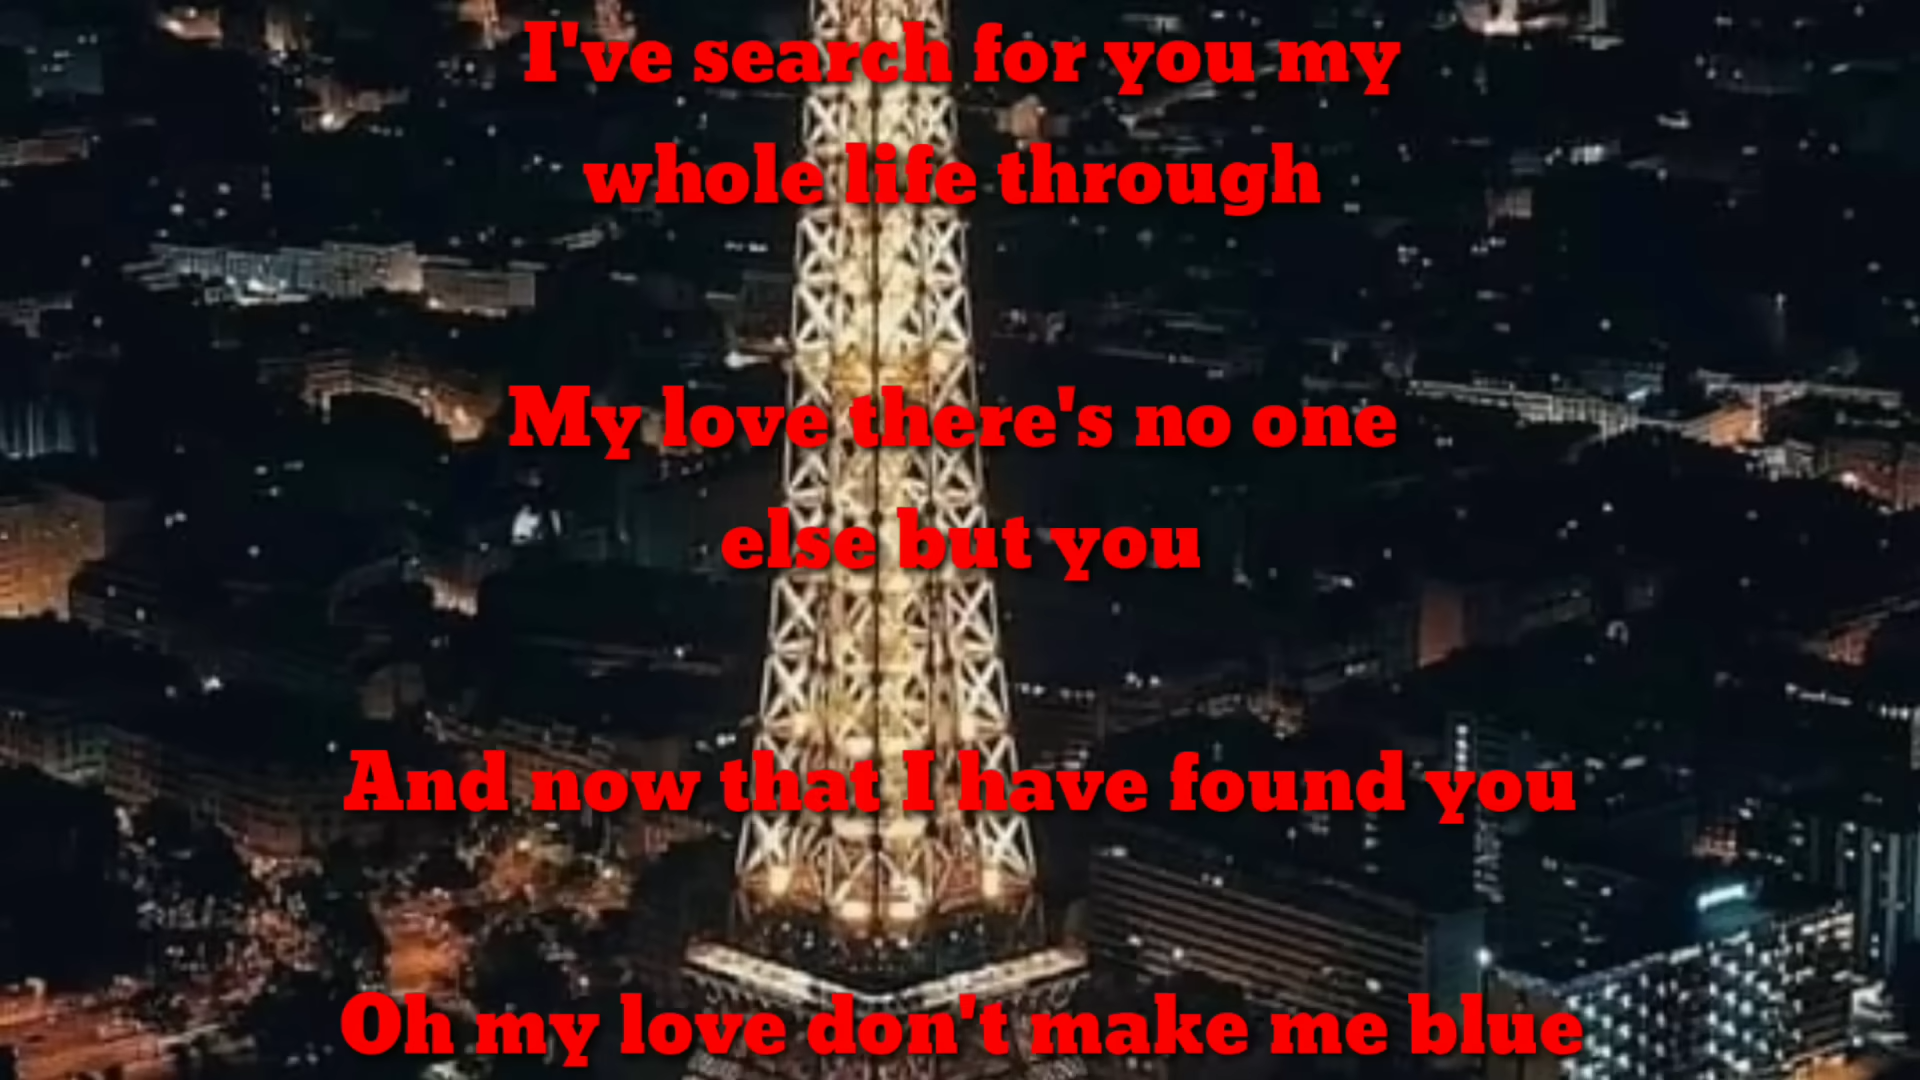 I've search for you my
whole life through
My love there's no one
else but you
And now that I have found you
Oh my love don't make me blue